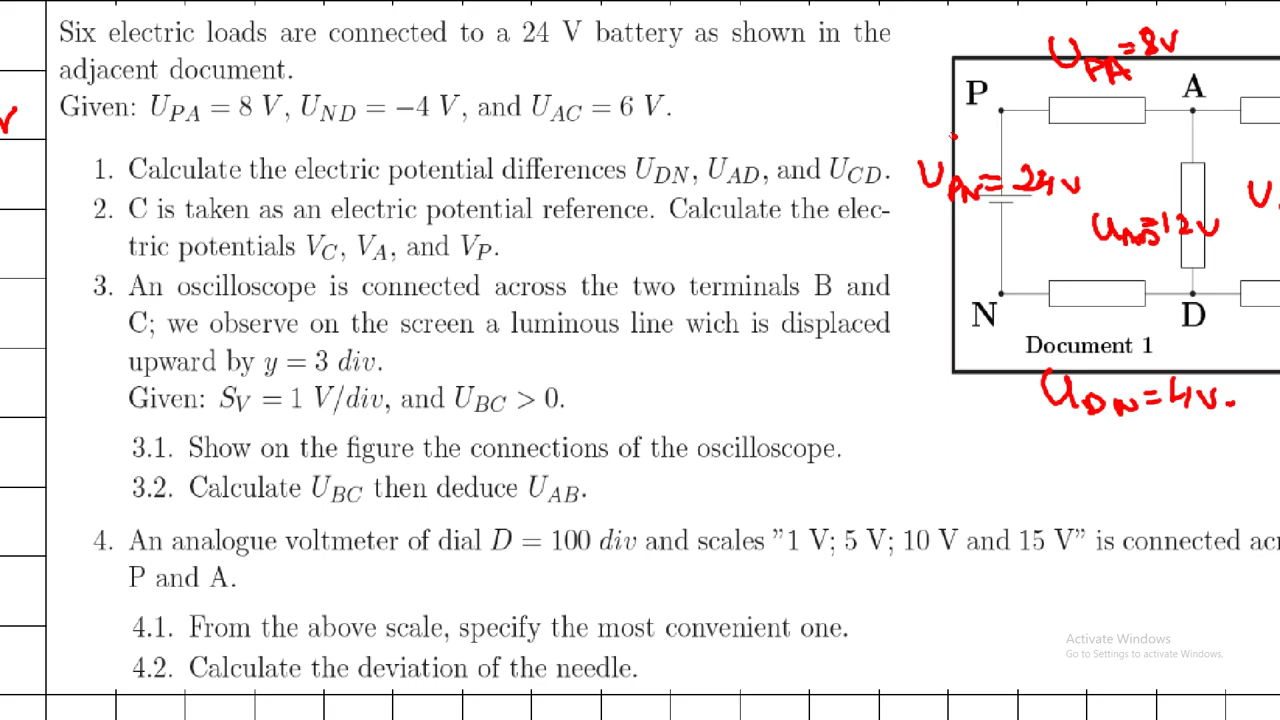 Six electric loads are connected to a 24 V battery as shown in the
adjacent document.
Given: U_PA = 8 V, U_ND = −4 V, and U_AC = 6 V.
1. Calculate the electric potential differences U_DN, U_AD, and U_CD.
2. C is taken as an electric potential reference. Calculate the elec-
tric potentials V_C, V_A, and V_P.
3. An oscilloscope is connected across the two terminals B and
C; we observe on the screen a luminous line wich is displaced
upward by y = 3 div.
Given: S_V = 1 V/div, and U_BC > 0.
3.1. Show on the figure the connections of the oscilloscope.
3.2. Calculate U_BC then deduce U_AB.
4. An analogue voltmeter of dial D = 100 div and scales "1 V; 5 V; 10 V and 15 V" is connected
P and A.
4.1. From the above scale, specify the most convenient one.
4.2. Calculate the deviation of the needle.
V
U_PA = 8V
P
A
U_PN = 24V
U
U_AD = 12V
N
D
Document 1
U_DN = 4V.
Activate Windows
Go to Settings to activate Windows.